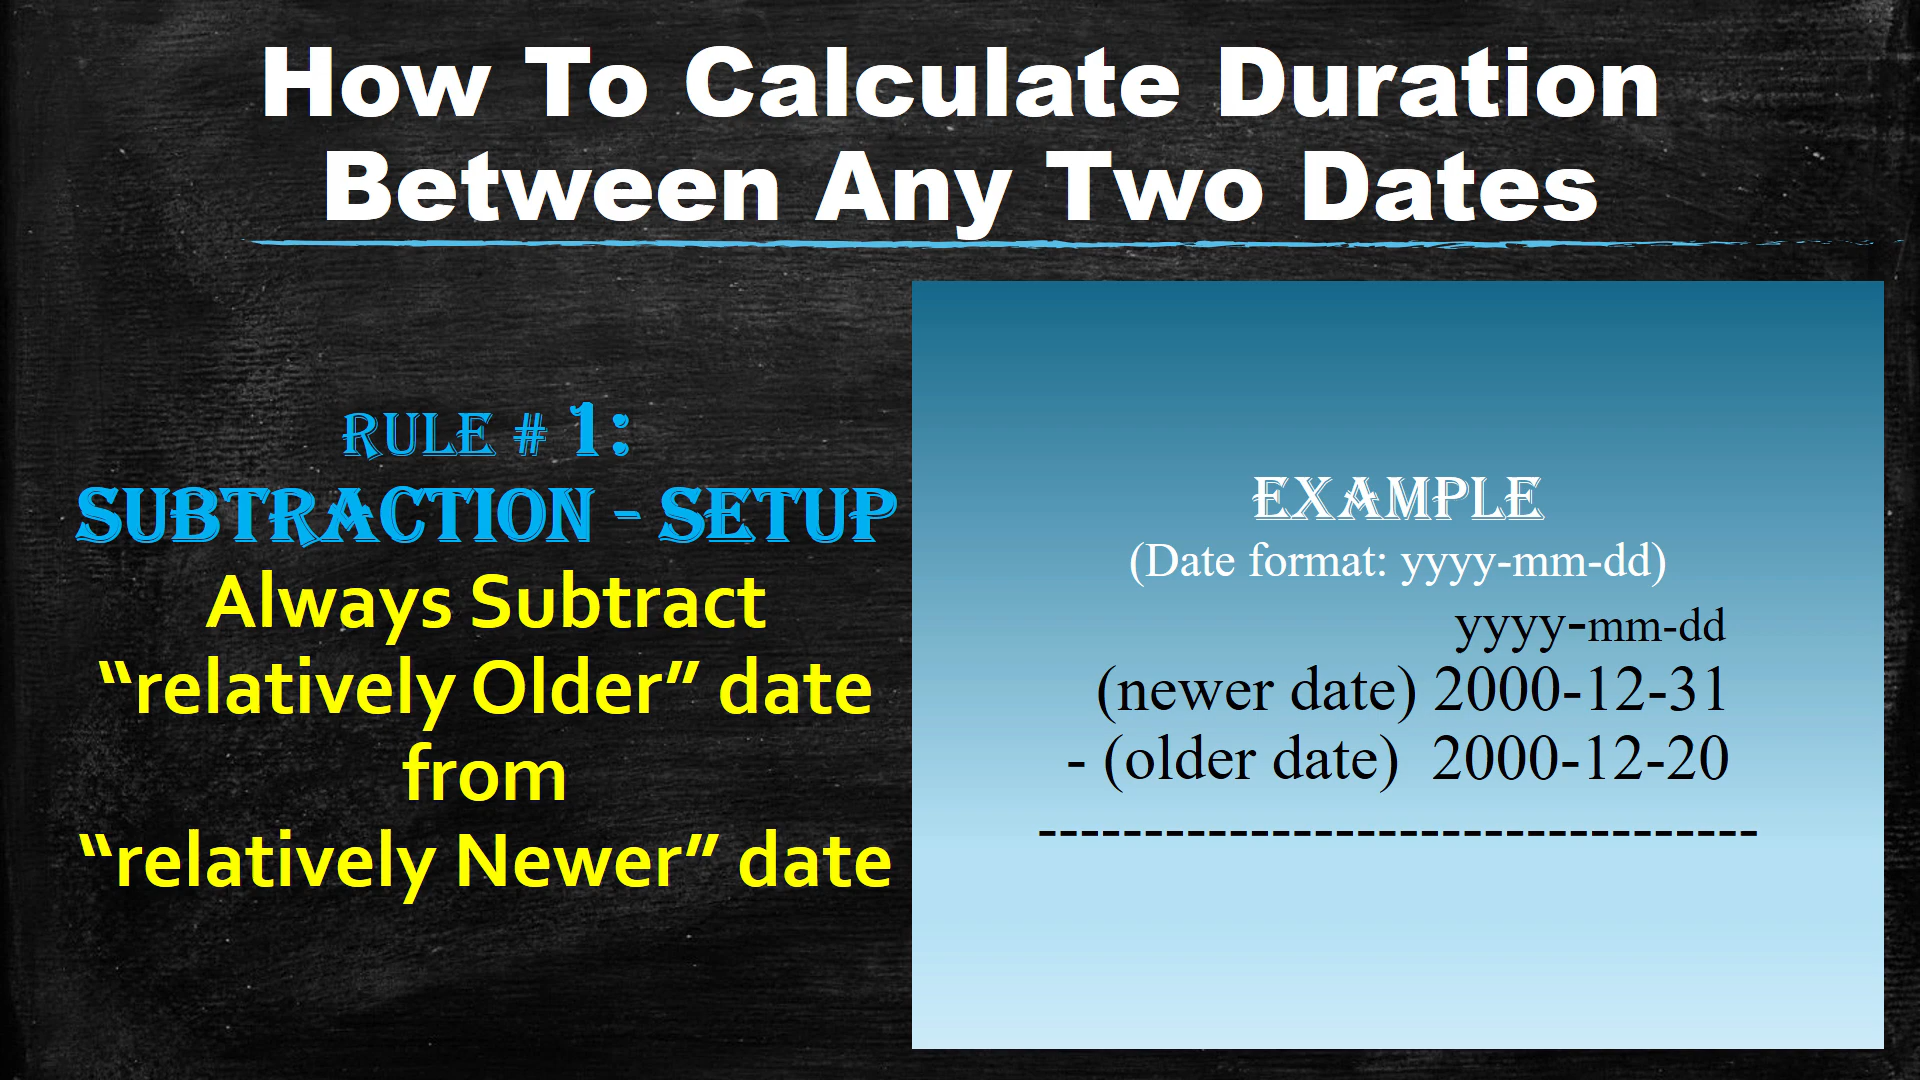 How To Calculate Duration
Between Any Two Dates
RULE # 1:
SUBTRACTION - SETUP
Always Subtract
“relatively Older” date
from
“relatively Newer” date
EXAMPLE
(Date format: yyyy-mm-dd)
yyyy-mm-dd
(newer date) 2000-12-31
- (older date) 2000-12-20
----------------------------------